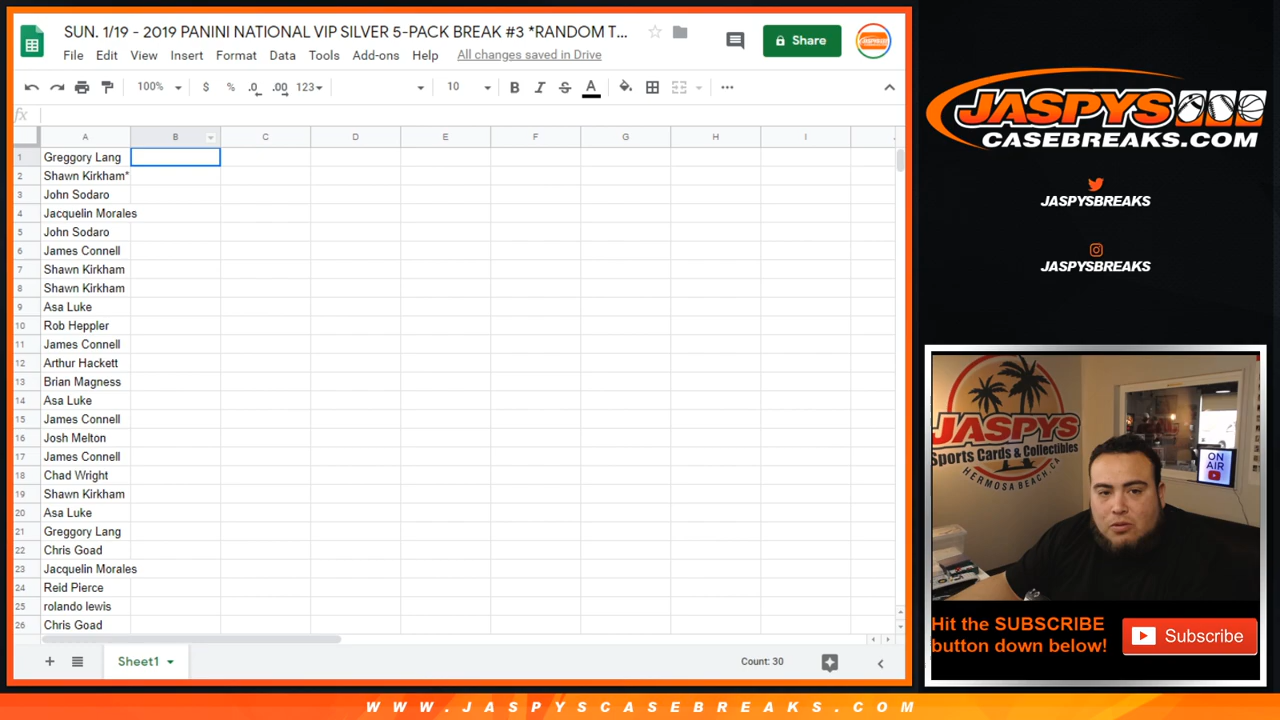 SUN. 1/19 - 2019 PANINI NATIONAL VIP SILVER 5-PACK BREAK #3 *RANDOM T...
Share
File Edit View Insert Format Data Tools Add-ons Help All changes saved in Drive
100% $ % .0 .00 123 10 B I S A
fx
A B C D E F G H I
1 Greggory Lang
2 Shawn Kirkham*
3 John Sodaro
4 Jacquelin Morales
5 John Sodaro
6 James Connell
7 Shawn Kirkham
8 Shawn Kirkham
9 Asa Luke
10 Rob Heppler
11 James Connell
12 Arthur Hackett
13 Brian Magness
14 Asa Luke
15 James Connell
16 Josh Melton
17 James Connell
18 Chad Wright
19 Shawn Kirkham
20 Asa Luke
21 Greggory Lang
22 Chris Goad
23 Jacquelin Morales
24 Reid Pierce
25 rolando lewis
26 Chris Goad
Sheet1
Count: 30
JASPYS
CASEBREAKS.COM
JASPYSBREAKS
JASPYSBREAKS
JASPYS
Sports Cards & Collectibles
HERMOSA BEACH, CA
ON
AIR
Hit the SUBSCRIBE
button down below!
Subscribe
WWW.JASPYSCASEBREAKS.COM